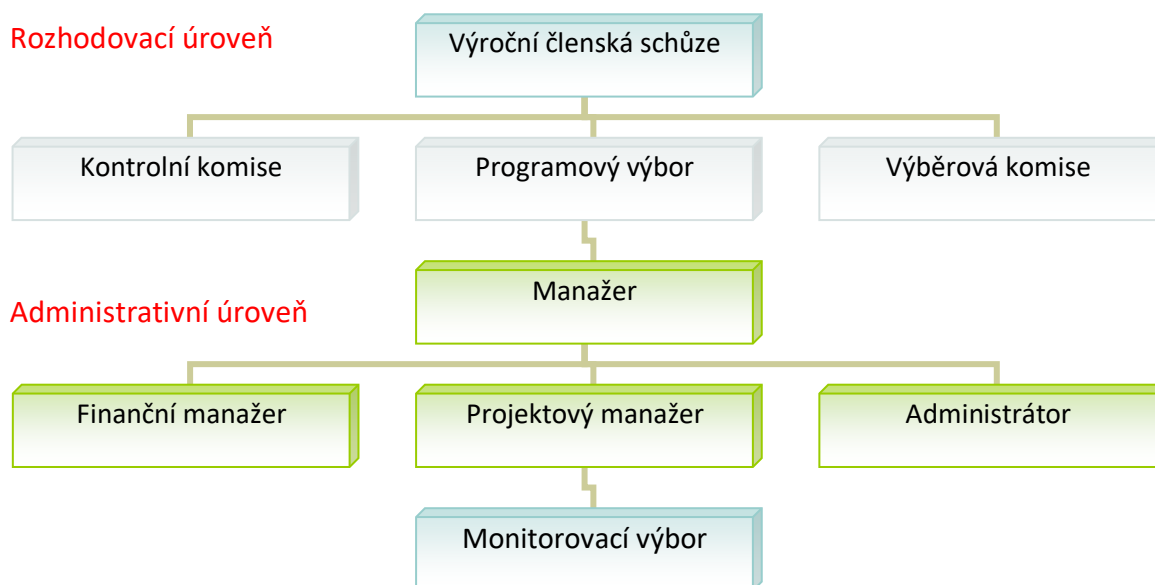 Rozhodovací úroveň
Výroční členská schůze
Kontrolní komise
Programový výbor
Výběrová komise
Manažer
Administrativní úroveň
Finanční manažer
Projektový manažer
Administrátor
Monitorovací výbor